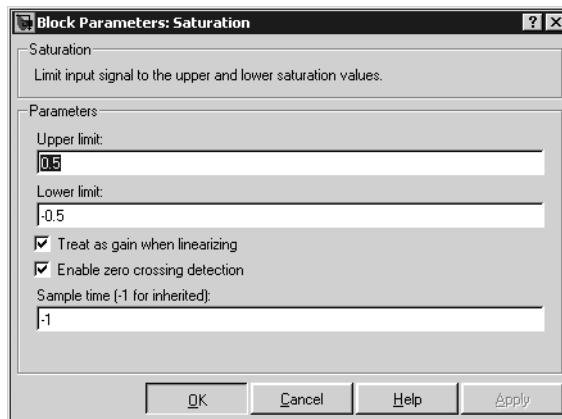 Block Parameters: Saturation
Saturation
Limit input signal to the upper and lower saturation values.
Parameters
Upper limit:
0.5
Lower limit:
-0.5
Treat as gain when linearizing
Enable zero crossing detection
Sample time (-1 for inherited):
-1
OK Cancel Help Apply